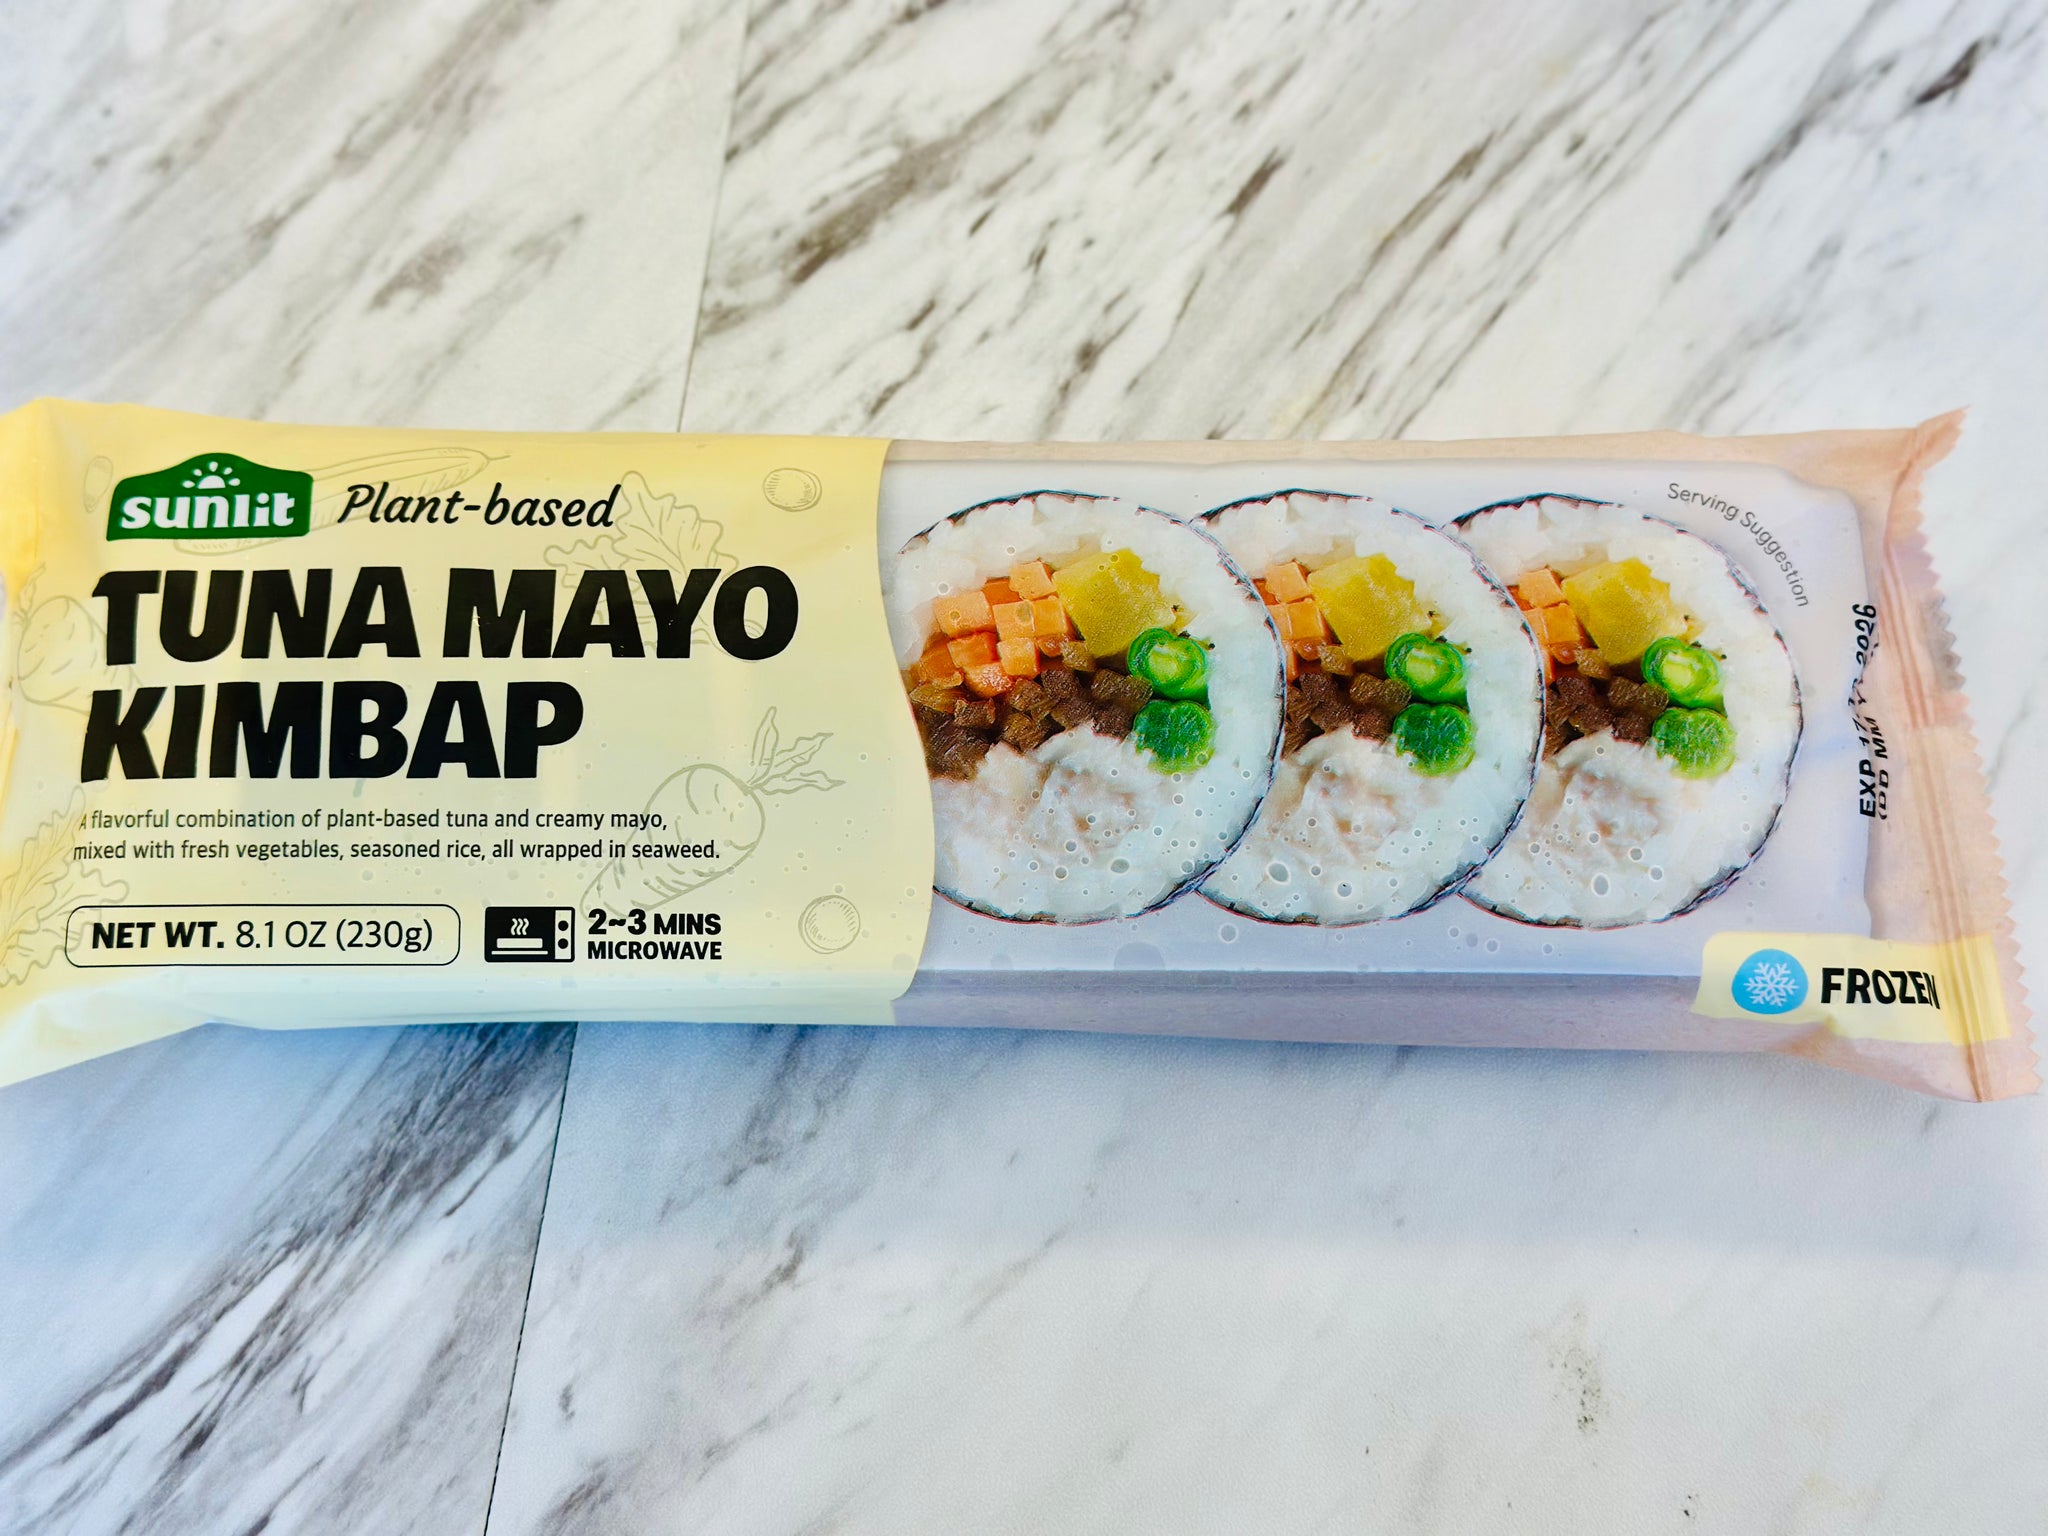 sunlit
Plant-based
TUNA MAYO
KIMBAP
A flavorful combination of plant-based tuna and creamy mayo,
mixed with fresh vegetables, seasoned rice, all wrapped in seaweed.
NET WT. 8.1 OZ (230g)
2~3 MINS
MICROWAVE
Serving Suggestion
EXP 2026
FROZEN